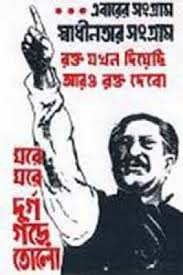 ... এবারের সংগ্রাম
স্বাধীনতার সংগ্রাম
রক্ত যখন দিয়েছি
আরও রক্ত দেবো।
ঘরে
ঘরে
দুর্গ
গড়ে
তোলো